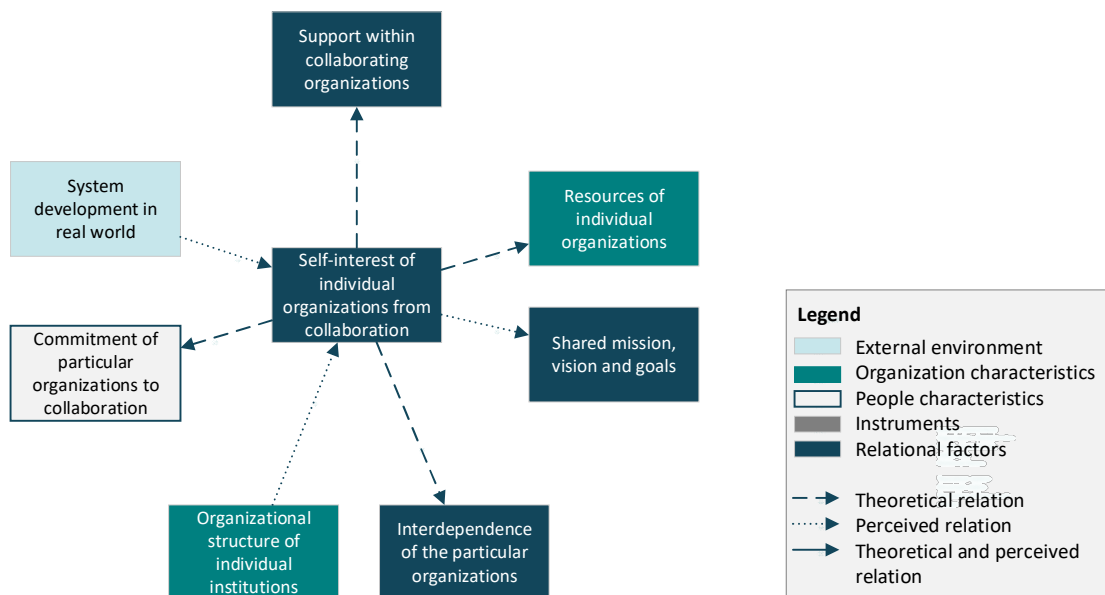 Support within
collaborating
organizations
System
development in
real world
Resources of
individual
organizations
Self-interest of
individual
organizations from
collaboration
Commitment of
particular
organizations to
collaboration
Shared mission,
vision and goals
Organizational
structure of
individual
institutions
Interdependence
of the particular
organizations
Legend
External environment
Organization characteristics
People characteristics
Instruments
Relational factors
Theoretical relation
Perceived relation
Theoretical and perceived
relation